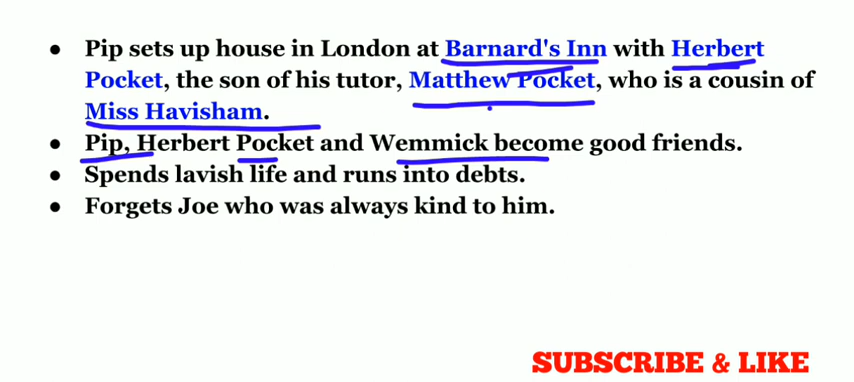 ● Pip sets up house in London at Barnard's Inn with Herbert
Pocket, the son of his tutor, Matthew Pocket, who is a cousin of
Miss Havisham.
● Pip, Herbert Pocket and Wemmick become good friends.
● Spends lavish life and runs into debts.
● Forgets Joe who was always kind to him.
SUBSCRIBE & LIKE